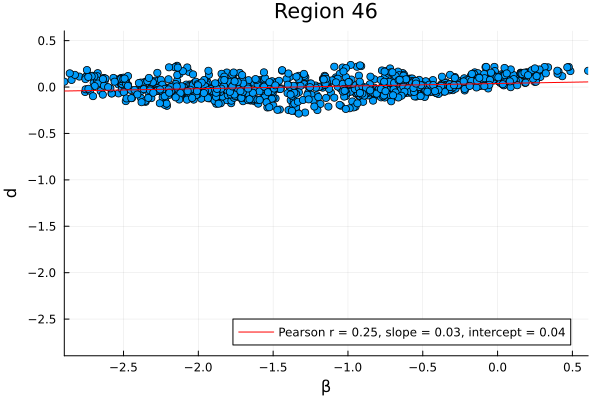 Region 46
0.5
0.0
−0.5
−1.0
−1.5
−2.0
−2.5
d
Pearson r = 0.25, slope = 0.03, intercept = 0.04
−2.5 −2.0 −1.5 −1.0 −0.5 0.0 0.5
β